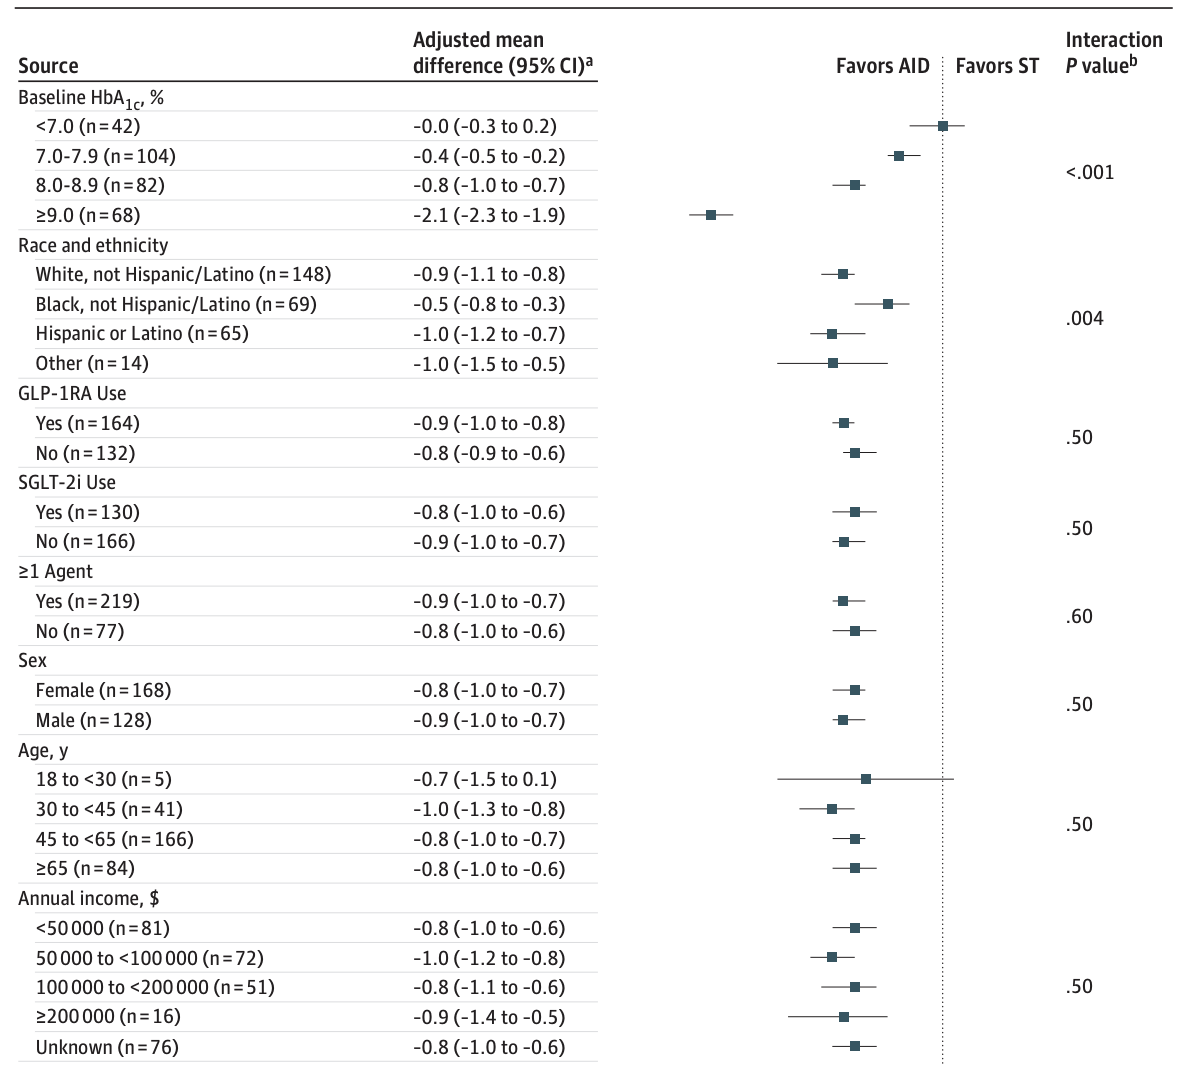 Source Adjusted mean difference (95% CI)a Favors AID Favors ST Interaction P valueb
Baseline HbA1c, %
<7.0 (n=42) -0.0 (-0.3 to 0.2)
7.0-7.9 (n=104) -0.4 (-0.5 to -0.2)
<.001
8.0-8.9 (n=82) -0.8 (-1.0 to -0.7)
≥9.0 (n=68) -2.1 (-2.3 to -1.9)
Race and ethnicity
White, not Hispanic/Latino (n=148) -0.9 (-1.1 to -0.8)
Black, not Hispanic/Latino (n=69) -0.5 (-0.8 to -0.3)
.004
Hispanic or Latino (n=65) -1.0 (-1.2 to -0.7)
Other (n=14) -1.0 (-1.5 to -0.5)
GLP-1RA Use
Yes (n=164) -0.9 (-1.0 to -0.8)
.50
No (n=132) -0.8 (-0.9 to -0.6)
SGLT-2i Use
Yes (n=130) -0.8 (-1.0 to -0.6)
.50
No (n=166) -0.9 (-1.0 to -0.7)
≥1 Agent
Yes (n=219) -0.9 (-1.0 to -0.7)
.60
No (n=77) -0.8 (-1.0 to -0.6)
Sex
Female (n=168) -0.8 (-1.0 to -0.7)
.50
Male (n=128) -0.9 (-1.0 to -0.7)
Age, y
18 to <30 (n=5) -0.7 (-1.5 to 0.1)
30 to <45 (n=41) -1.0 (-1.3 to -0.8)
.50
45 to <65 (n=166) -0.8 (-1.0 to -0.7)
≥65 (n=84) -0.8 (-1.0 to -0.6)
Annual income, $
<50 000 (n=81) -0.8 (-1.0 to -0.6)
50 000 to <100 000 (n=72) -1.0 (-1.2 to -0.8)
100 000 to <200 000 (n=51) -0.8 (-1.1 to -0.6) .50
≥200 000 (n=16) -0.9 (-1.4 to -0.5)
Unknown (n=76) -0.8 (-1.0 to -0.6)